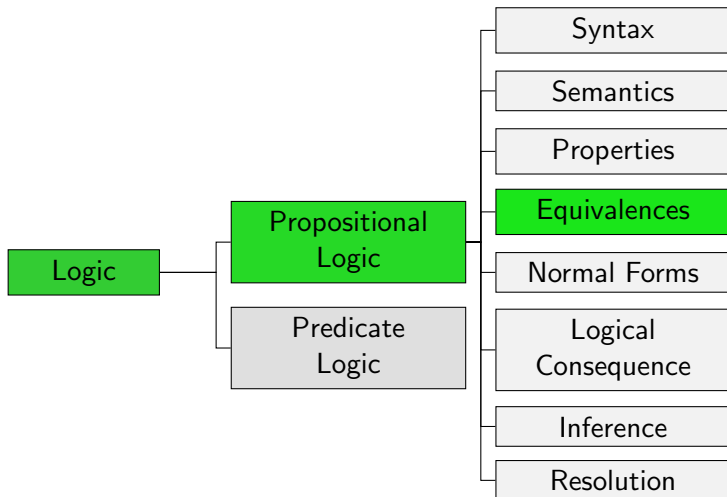 Logic
Propositional
Logic
Predicate
Logic
Syntax
Semantics
Properties
Equivalences
Normal Forms
Logical
Consequence
Inference
Resolution